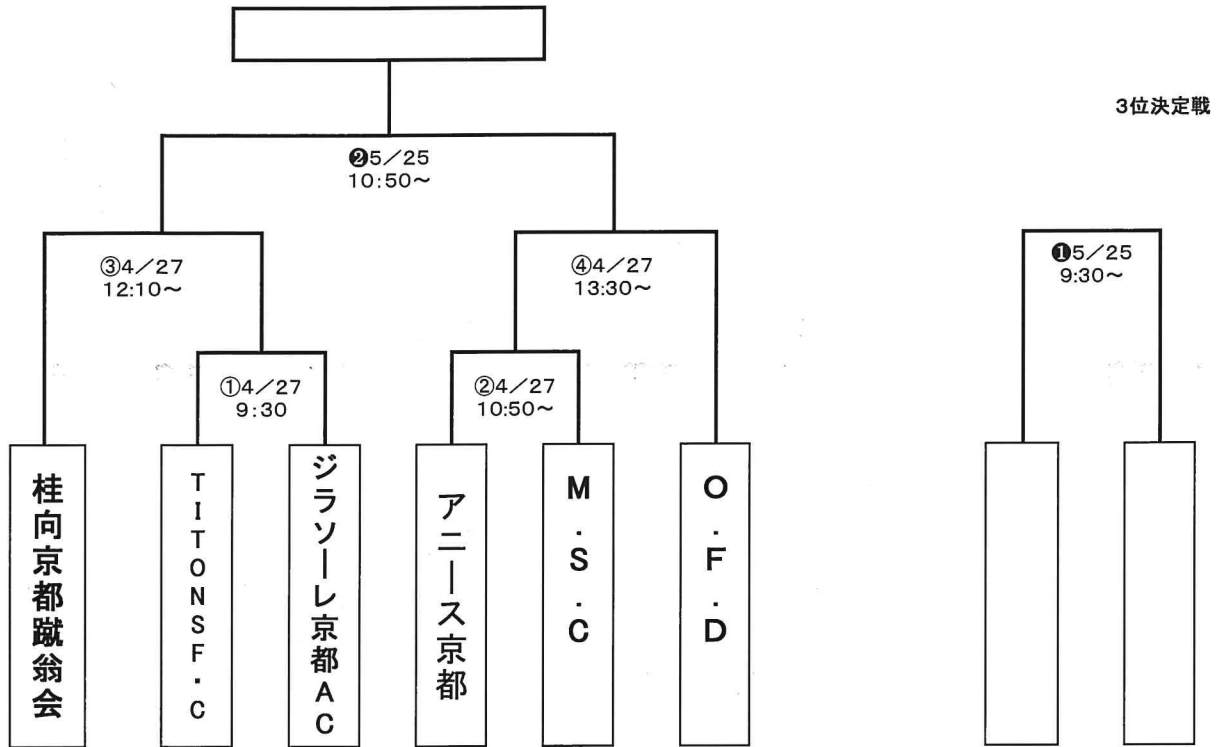 3位決定戦
❷5/25
10:50~
③4/27
12:10~
④4/27
13:30~
❶5/25
9:30~
①4/27
9:30
②4/27
10:50~
桂向京都蹴翁会
TITONSF・C
ジラソーレ京都AC
アニース京都
M.S.C
O.F.D